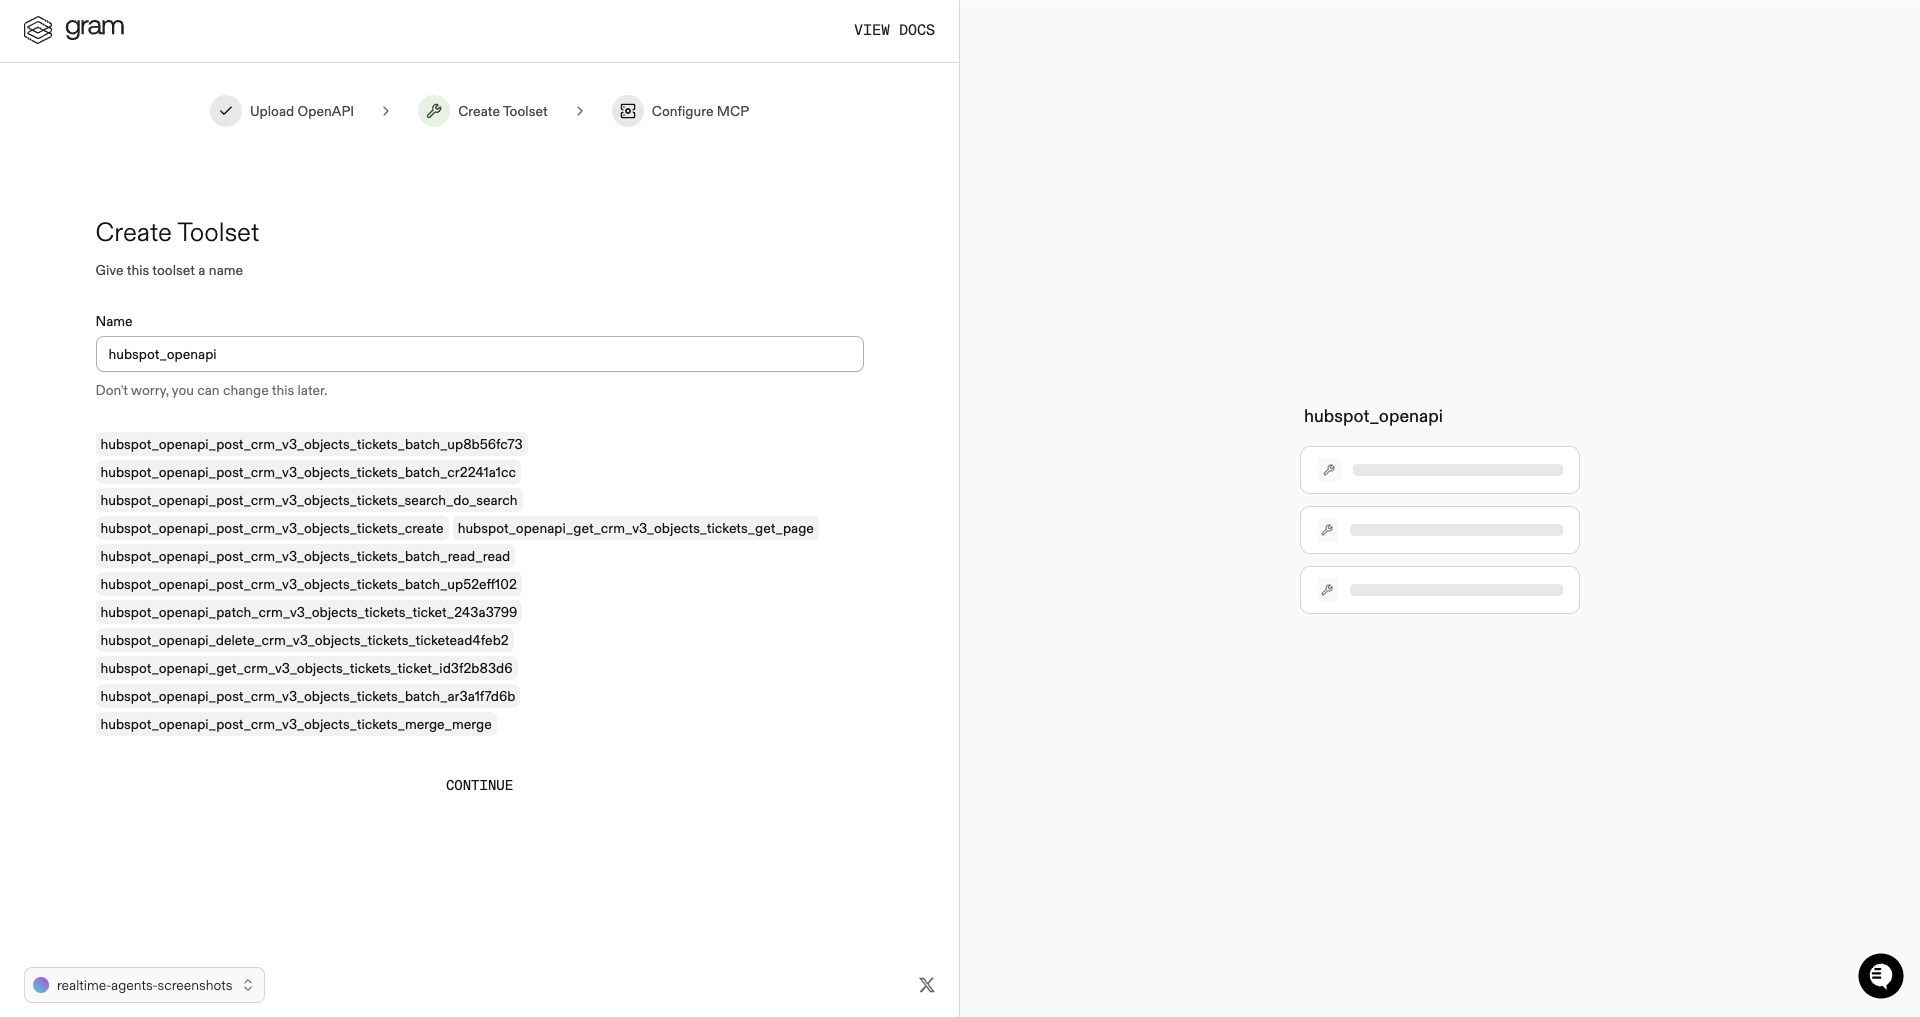 gram
VIEW DOCS
Upload OpenAPI
Create Toolset
Configure MCP
Create Toolset
Give this toolset a name
Name
hubspot_openapi
Don't worry, you can change this later.
hubspot_openapi_post_crm_v3_objects_tickets_batch_up8b56fc73
hubspot_openapi_post_crm_v3_objects_tickets_batch_cr2241a1cc
hubspot_openapi_post_crm_v3_objects_tickets_search_do_search
hubspot_openapi_post_crm_v3_objects_tickets_create hubspot_openapi_get_crm_v3_objects_tickets_get_page
hubspot_openapi_post_crm_v3_objects_tickets_batch_read_read
hubspot_openapi_post_crm_v3_objects_tickets_batch_up52eff102
hubspot_openapi_patch_crm_v3_objects_tickets_ticket_243a3799
hubspot_openapi_delete_crm_v3_objects_tickets_ticketead4feb2
hubspot_openapi_get_crm_v3_objects_tickets_ticket_id3f2b83d6
hubspot_openapi_post_crm_v3_objects_tickets_batch_ar3a1f7d6b
hubspot_openapi_post_crm_v3_objects_tickets_merge_merge
CONTINUE
realtime-agents-screenshots
hubspot_openapi